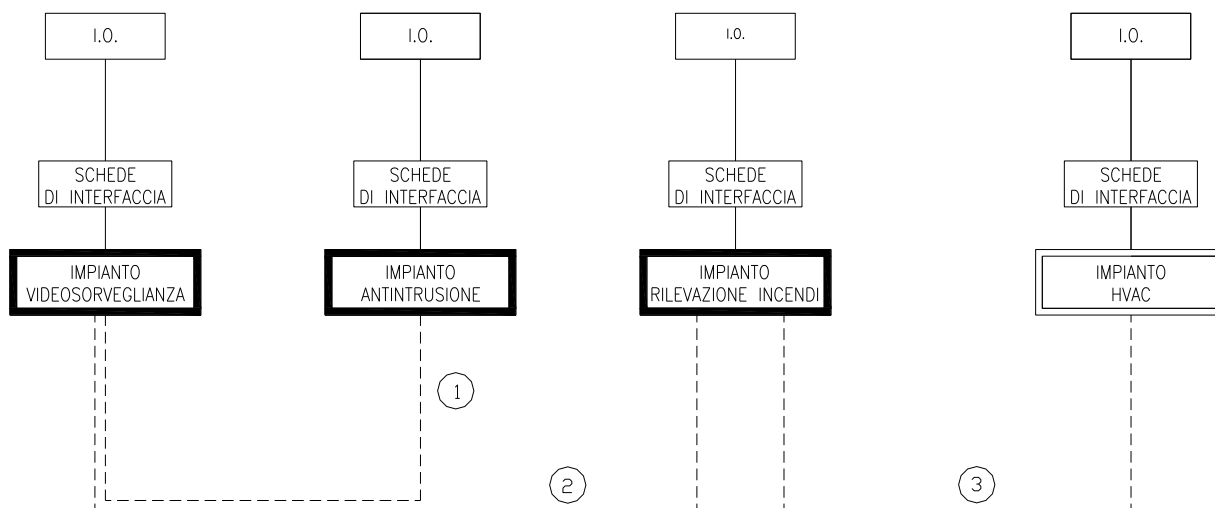 I.O.
I.O.
I.O.
I.O.
SCHEDE
DI INTERFACCIA
SCHEDE
DI INTERFACCIA
SCHEDE
DI INTERFACCIA
SCHEDE
DI INTERFACCIA
IMPIANTO
VIDEOSORVEGLIANZA
IMPIANTO
ANTINTRUSIONE
IMPIANTO
RILEVAZIONE INCENDI
IMPIANTO
HVAC
1
2
3